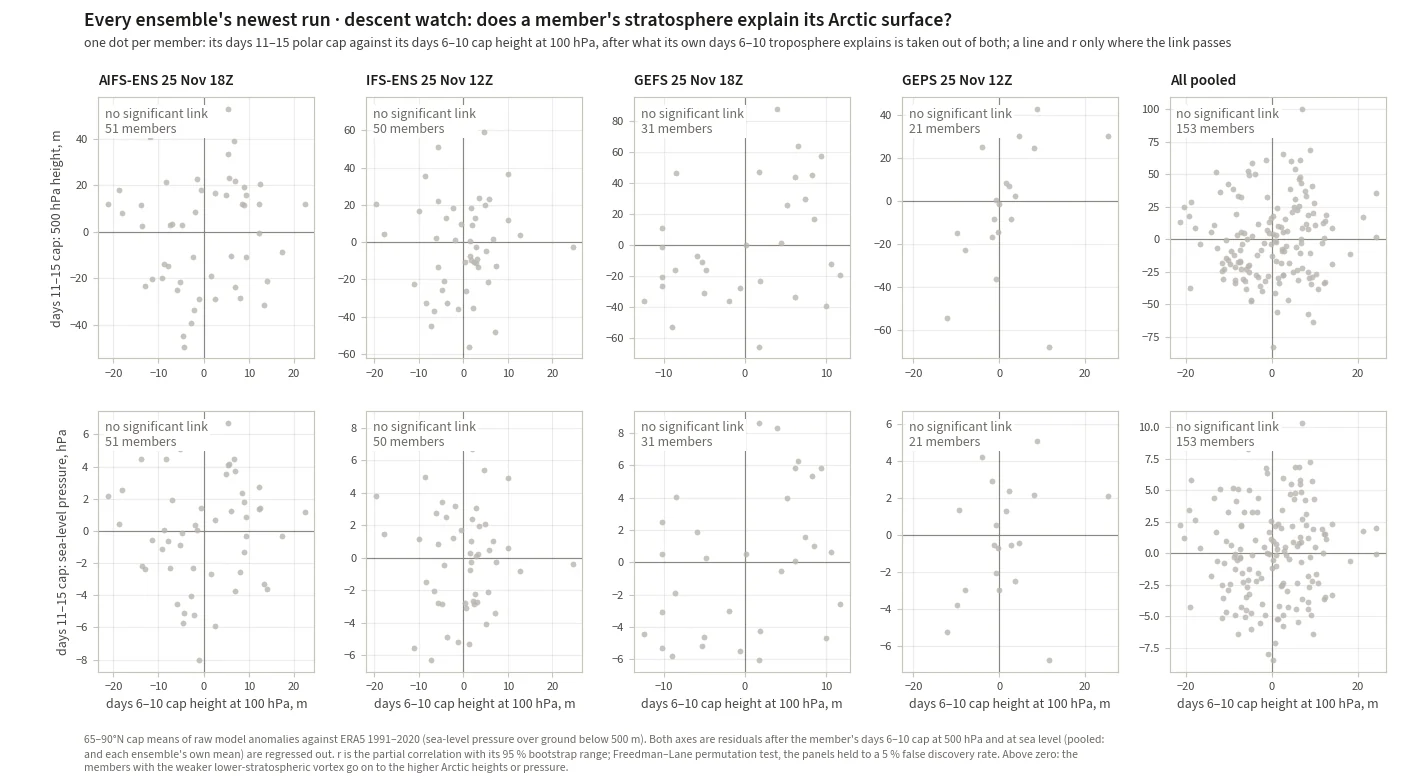 Every ensemble's newest run · descent watch: does a member's stratosphere explain its Arctic surface?
one dot per member: its days 11–15 polar cap against its days 6–10 cap height at 100 hPa, after what its own days 6–10 troposphere explains is taken out of both; a line and r only where the link passes
AIFS-ENS 25 Nov 18Z
IFS-ENS 25 Nov 12Z
GEFS 25 Nov 18Z
GEPS 25 Nov 12Z
All pooled
days 11–15 cap: 500 hPa height, m
no significant link
51 members
40
20
0
−20
−40
−20 −10 0 10 20
no significant link
50 members
60
40
20
0
−20
−40
−60
−20 −10 0 10 20
no significant link
31 members
80
60
40
20
0
−20
−40
−60
−10 0 10
no significant link
21 members
40
20
0
−20
−40
−60
−20 0 20
no significant link
153 members
100
75
50
25
0
−25
−50
−75
−20 0 20
days 11–15 cap: sea-level pressure, hPa
no significant link
51 members
6
4
2
0
−2
−4
−6
−8
−20 −10 0 10 20
days 6–10 cap height at 100 hPa, m
no significant link
50 members
8
6
4
2
0
−2
−4
−6
−20 −10 0 10 20
days 6–10 cap height at 100 hPa, m
no significant link
31 members
8
6
4
2
0
−2
−4
−6
−10 0 10
days 6–10 cap height at 100 hPa, m
no significant link
21 members
6
4
2
0
−2
−4
−6
−20 0 20
days 6–10 cap height at 100 hPa, m
no significant link
153 members
10.0
7.5
5.0
2.5
0.0
−2.5
−5.0
−7.5
−20 0 20
days 6–10 cap height at 100 hPa, m
65–90°N cap means of raw model anomalies against ERA5 1991–2020 (sea-level pressure over ground below 500 m). Both axes are residuals after the member's days 6–10 cap at 500 hPa and at sea level (pooled:
and each ensemble's own mean) are regressed out. r is the partial correlation with its 95 % bootstrap range; Freedman–Lane permutation test, the panels held to a 5 % false discovery rate. Above zero: the
members with the weaker lower-stratospheric vortex go on to the higher Arctic heights or pressure.